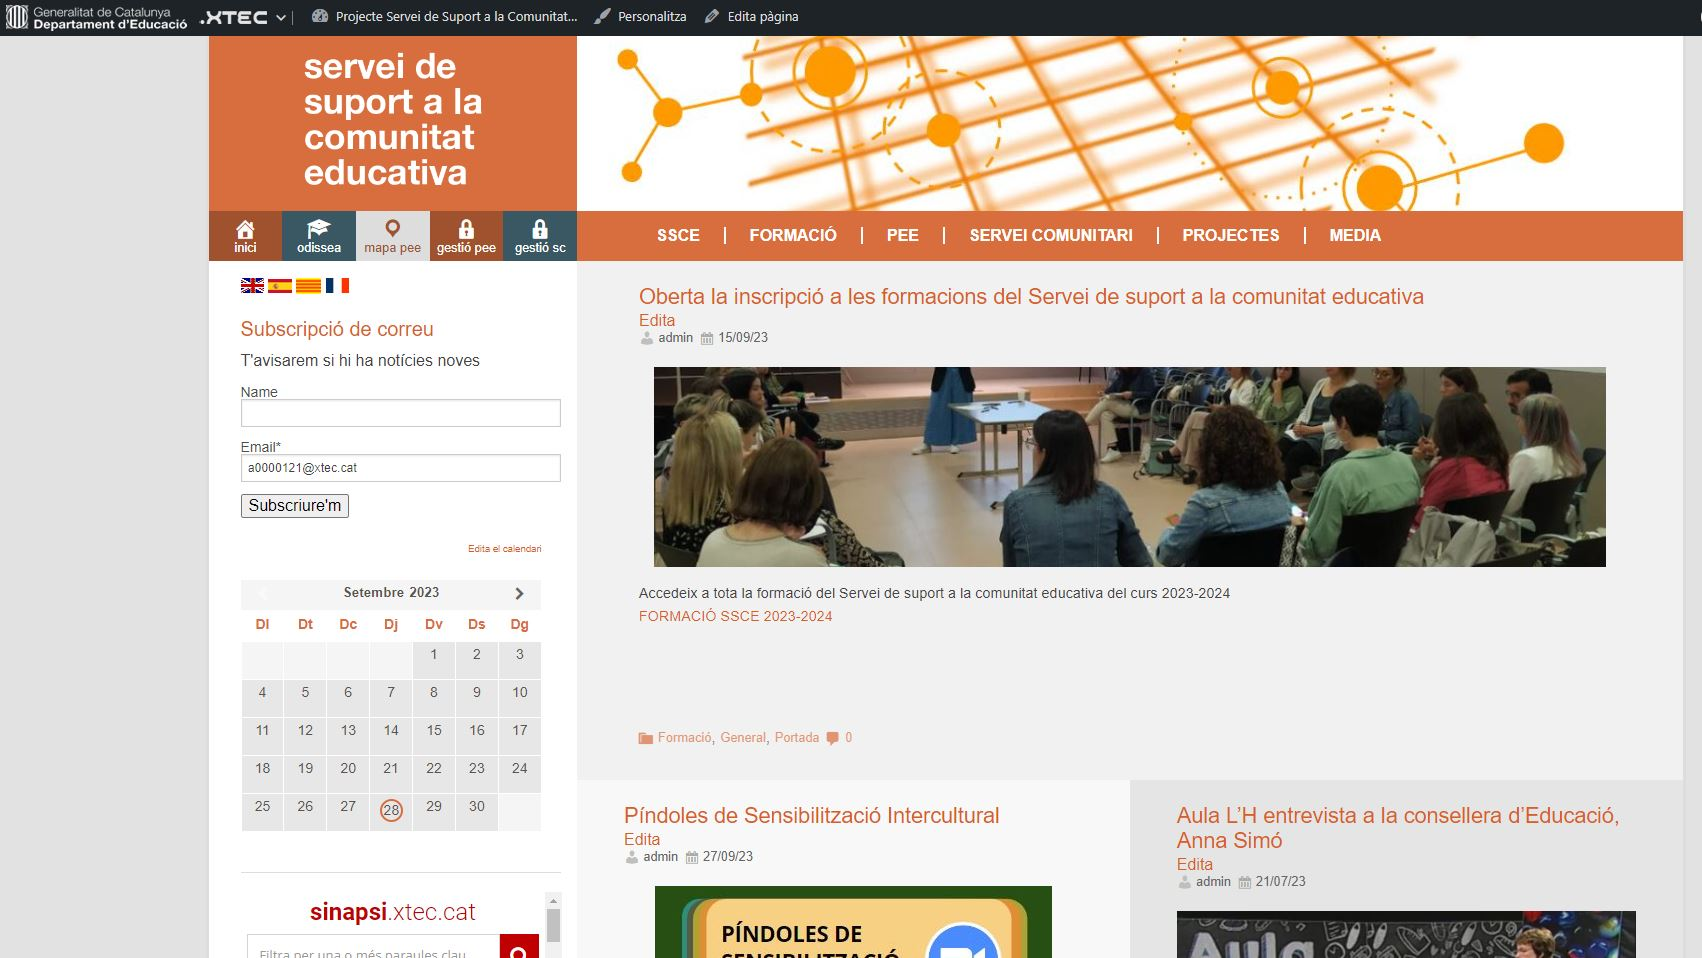 Generalitat de Catalunya
Departament d'Educació
.XTEC
Projecte Servei de Suport a la Comunitat...
Personalitza
Edita pàgina
servei de
suport a la
comunitat
educativa
inici
odissea
mapa pee
gestió pee
gestió sc
SSCE
FORMACIÓ
PEE
SERVEI COMUNITARI
PROJECTES
MEDIA
Subscripció de correu
T'avisarem si hi ha notícies noves
Name
Email*
a0000121@xtec.cat
Subscriure'm
Edita el calendari
Setembre 2023
Dl Dt Dc Dj Dv Ds Dg
1 2 3
4 5 6 7 8 9 10
11 12 13 14 15 16 17
18 19 20 21 22 23 24
25 26 27 28 29 30
sinapsi.xtec.cat
Filtra per una o més paraules clau
Oberta la inscripció a les formacions del Servei de suport a la comunitat educativa
Edita
admin 15/09/23
Accedeix a tota la formació del Servei de suport a la comunitat educativa del curs 2023-2024
FORMACIÓ SSCE 2023-2024
Formació, General, Portada 0
Píndoles de Sensibilització Intercultural
Edita
admin 27/09/23
PÍNDOLES DE
SENSIBILITZACIÓ
Aula L'H entrevista a la consellera d'Educació,
Anna Simó
Edita
admin 21/07/23
Aula